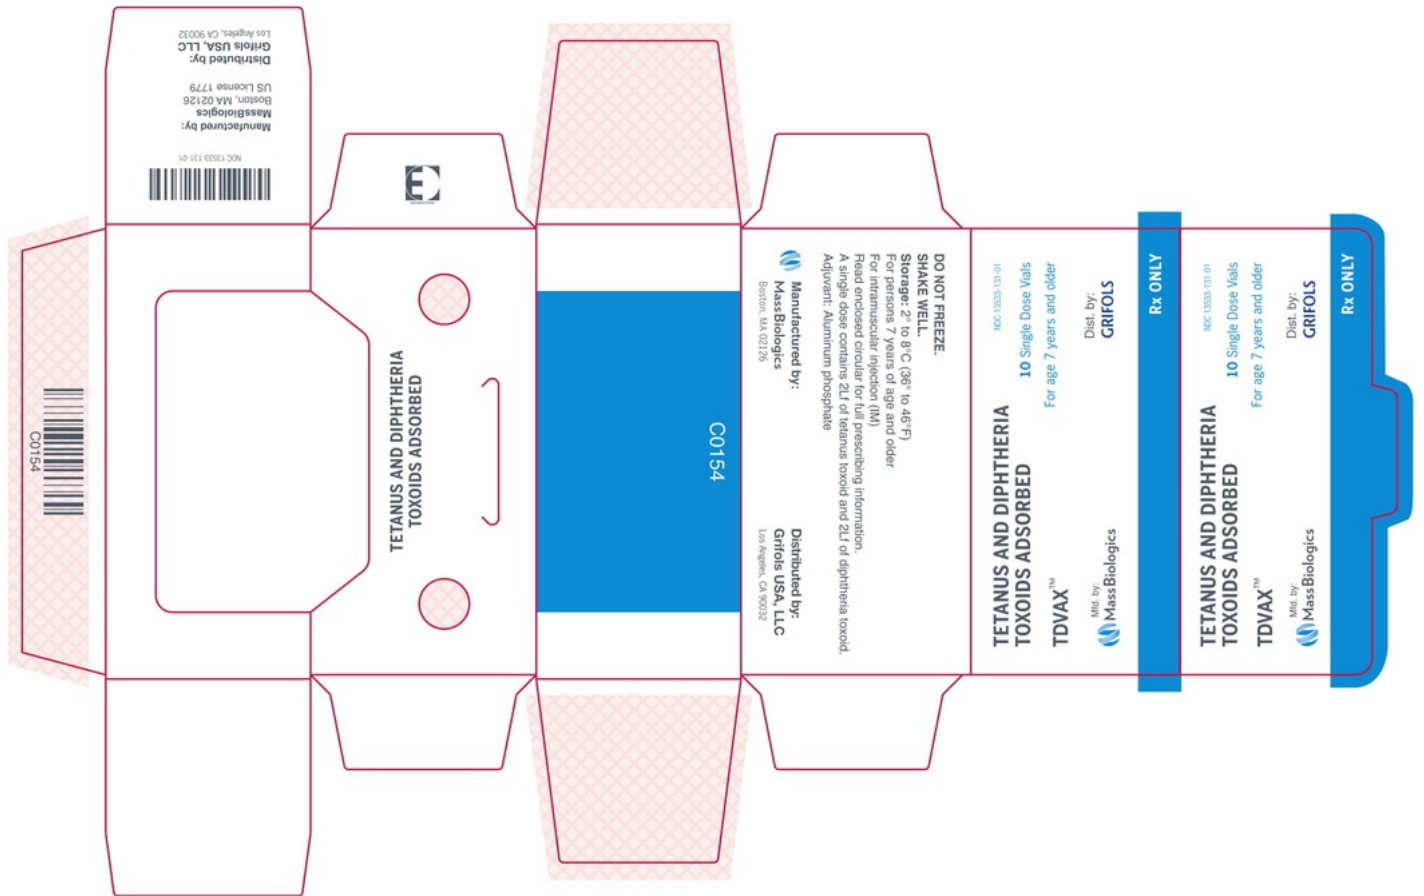 NDC 13533-131-01
Manufactured by:
MassBiologics
Boston, MA 02126
US License 1779
Distributed by:
Grifols USA, LLC
Los Angeles, CA 90032
C0154
TETANUS AND DIPHTHERIA
TOXOIDS ADSORBED
C0154
DO NOT FREEZE.
SHAKE WELL.
Storage: 2° to 8°C (36° to 46°F)
For persons 7 years of age and older
For intramuscular injection (IM)
Read enclosed circular for full prescribing information.
A single dose contains 2Lf of tetanus toxoid and 2Lf of diphtheria toxoid.
Adjuvant: Aluminum phosphate
Manufactured by:
MassBiologics
Boston, MA 02126
Distributed by:
Grifols USA, LLC
Los Angeles, CA 90032
NDC 13533-131-01
10 Single Dose Vials
For age 7 years and older
TETANUS AND DIPHTHERIA
TOXOIDS ADSORBED
TDVAX™
Mfd. by:
MassBiologics
Dist. by:
GRIFOLS
Rx ONLY
NDC 13533-131-01
10 Single Dose Vials
For age 7 years and older
TETANUS AND DIPHTHERIA
TOXOIDS ADSORBED
TDVAX™
Mfd. by:
MassBiologics
Dist. by:
GRIFOLS
Rx ONLY